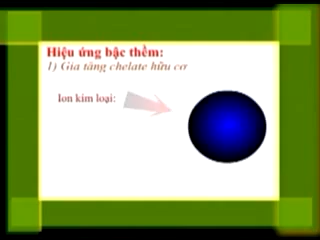 Hiệu ứng bậc thềm:
1) Gia tăng chelate hữu cơ
Ion kim loại: